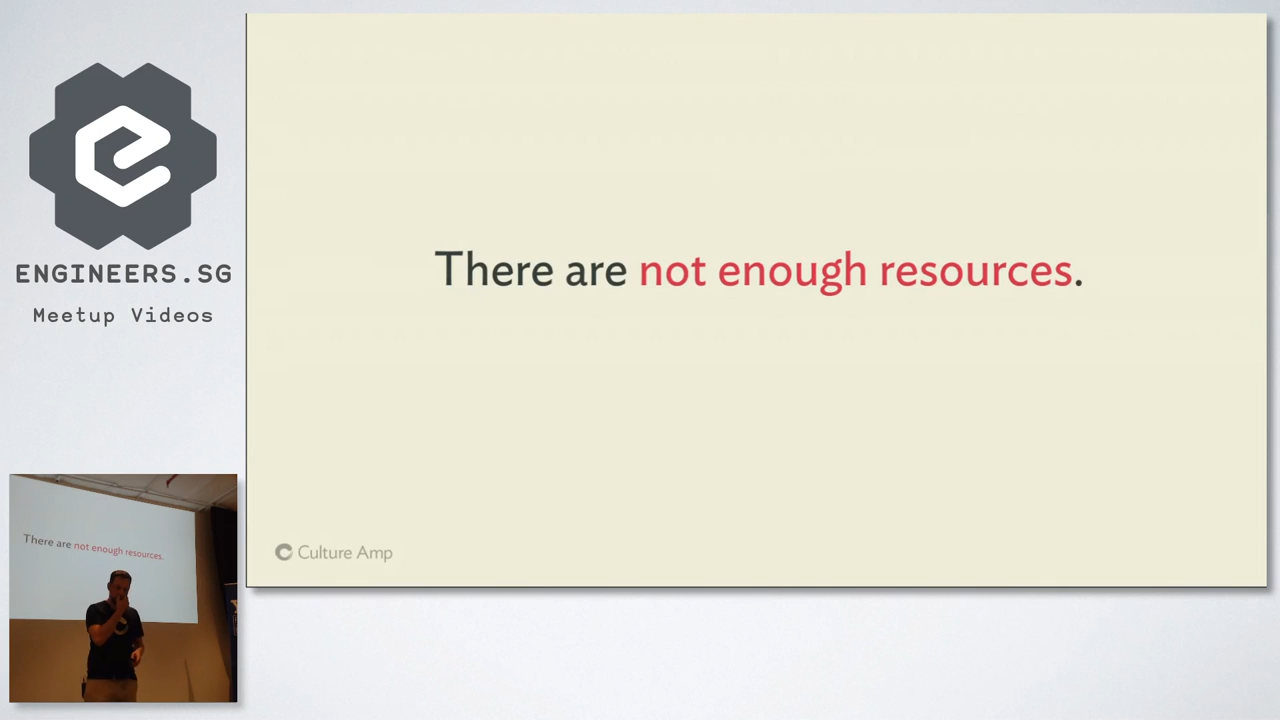 ENGINEERS.SG
Meetup Videos
There are not enough resources.
Culture Amp
There are not enough resources.